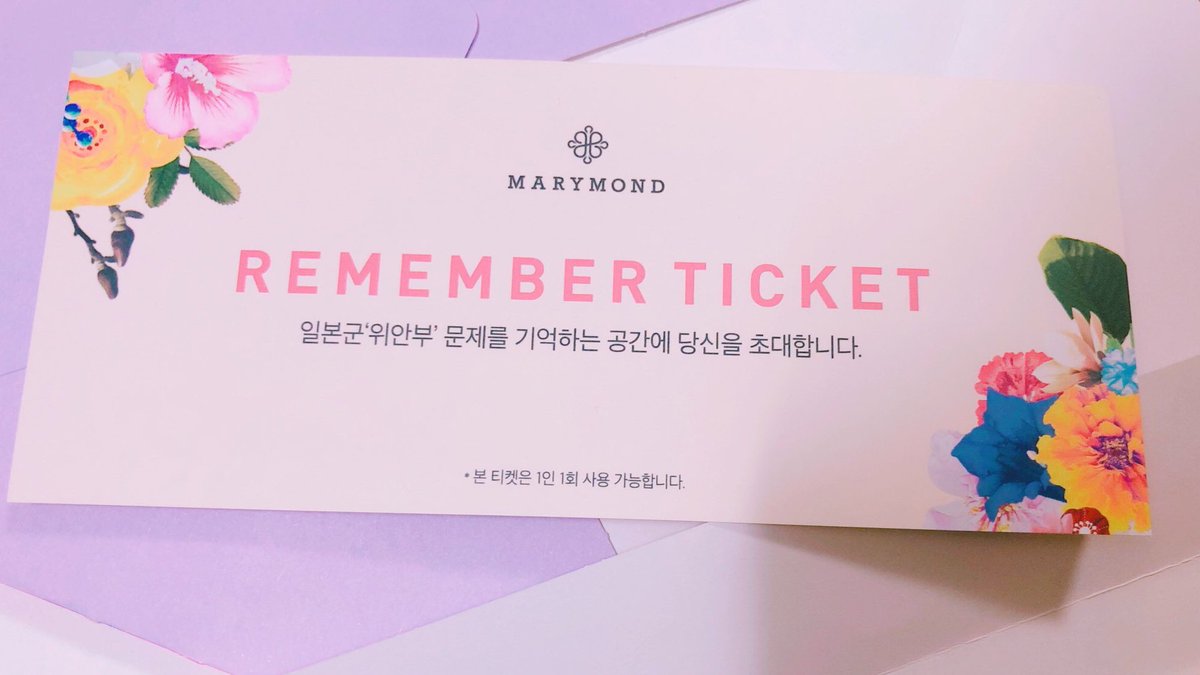 MARYMOND
REMEMBER TICKET
일본군‘위안부’ 문제를 기억하는 공간에 당신을 초대합니다.
* 본 티켓은 1인 1회 사용 가능합니다.